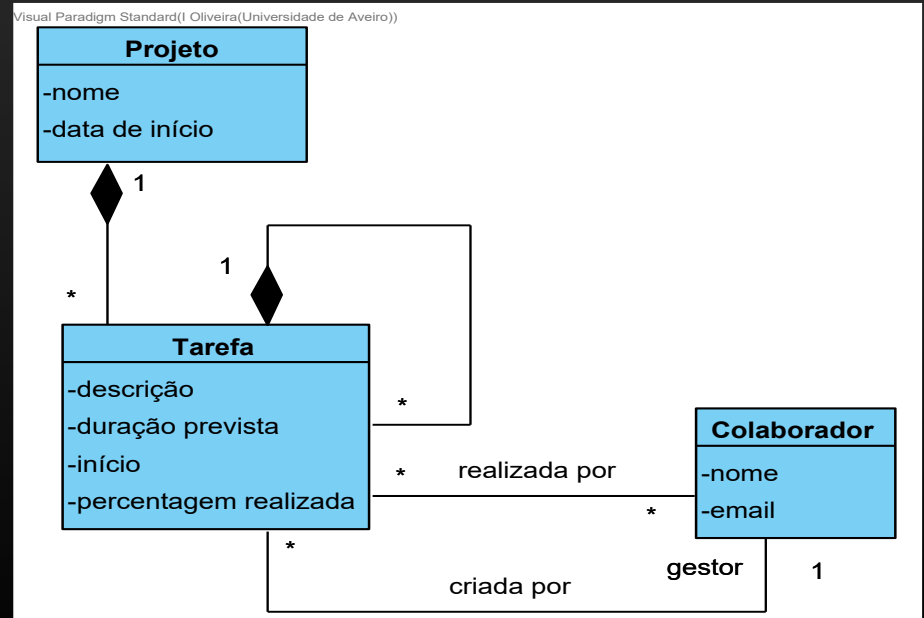 Visual Paradigm Standard(I Oliveira(Universidade de Aveiro))
Projeto
-nome
-data de início
1
*
1
*
Tarefa
-descrição
-duração prevista
-início
-percentagem realizada
*
realizada por
*
Colaborador
-nome
-email
*
criada por
gestor
1